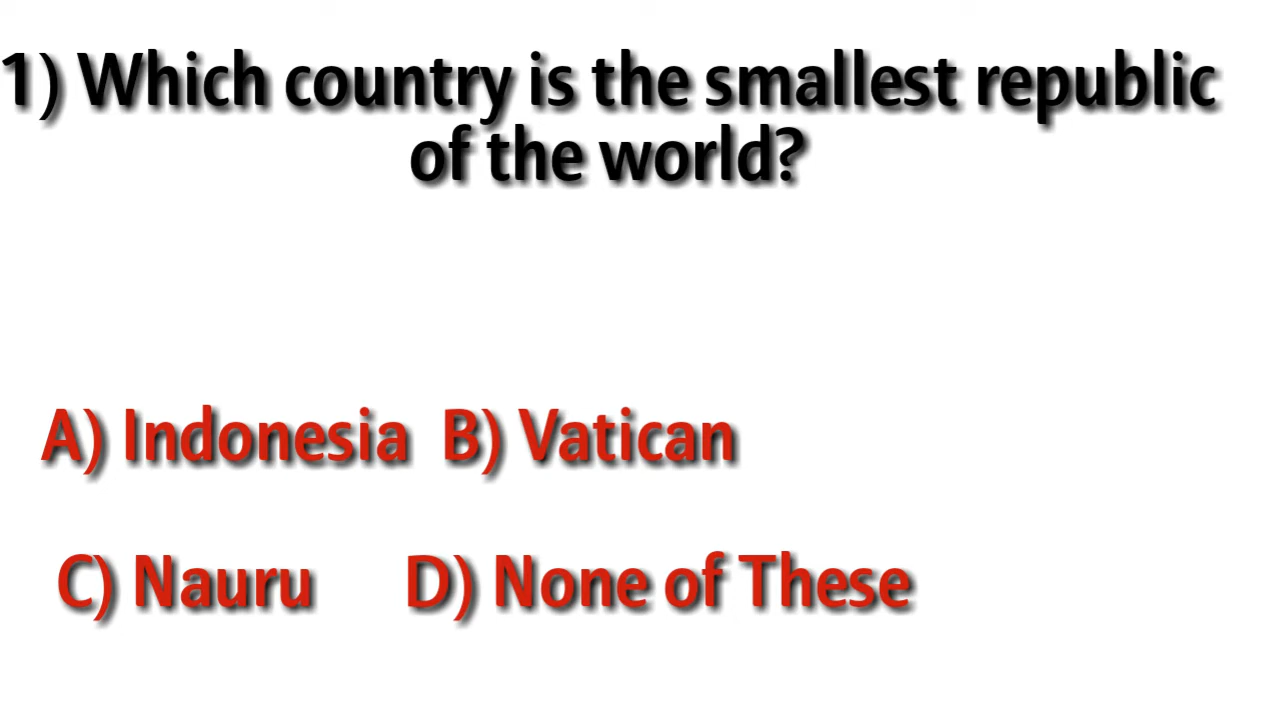 1) Which country is the smallest republic
of the world?
A) Indonesia B) Vatican
C) Nauru D) None of These